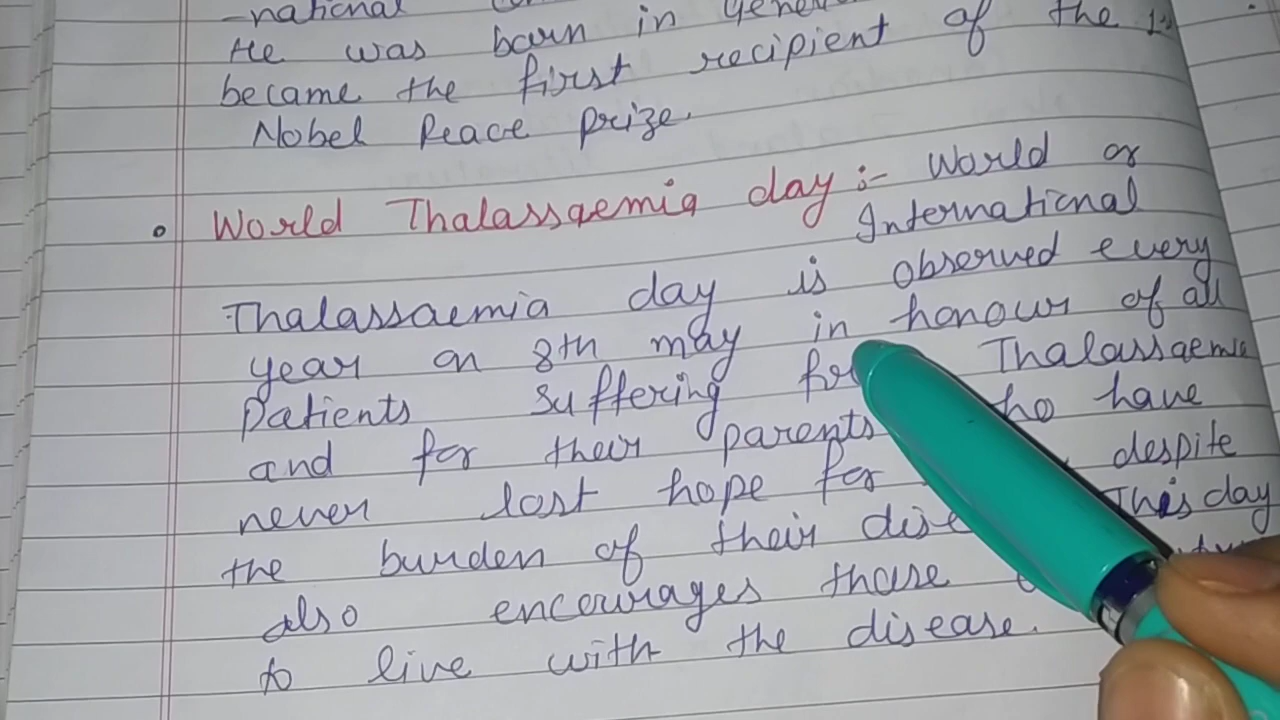 -national
He was born in
became the first recipient of the
Nobel Peace prize.
World Thalassaemia day :- World or
International
Thalassaemia day is observed every
year on 8th may in honour of all
Patients suffering Thalassaemia
and for their parents have
never lost hope for despite
the burden of their This day
also encourages those
to live with the disease.